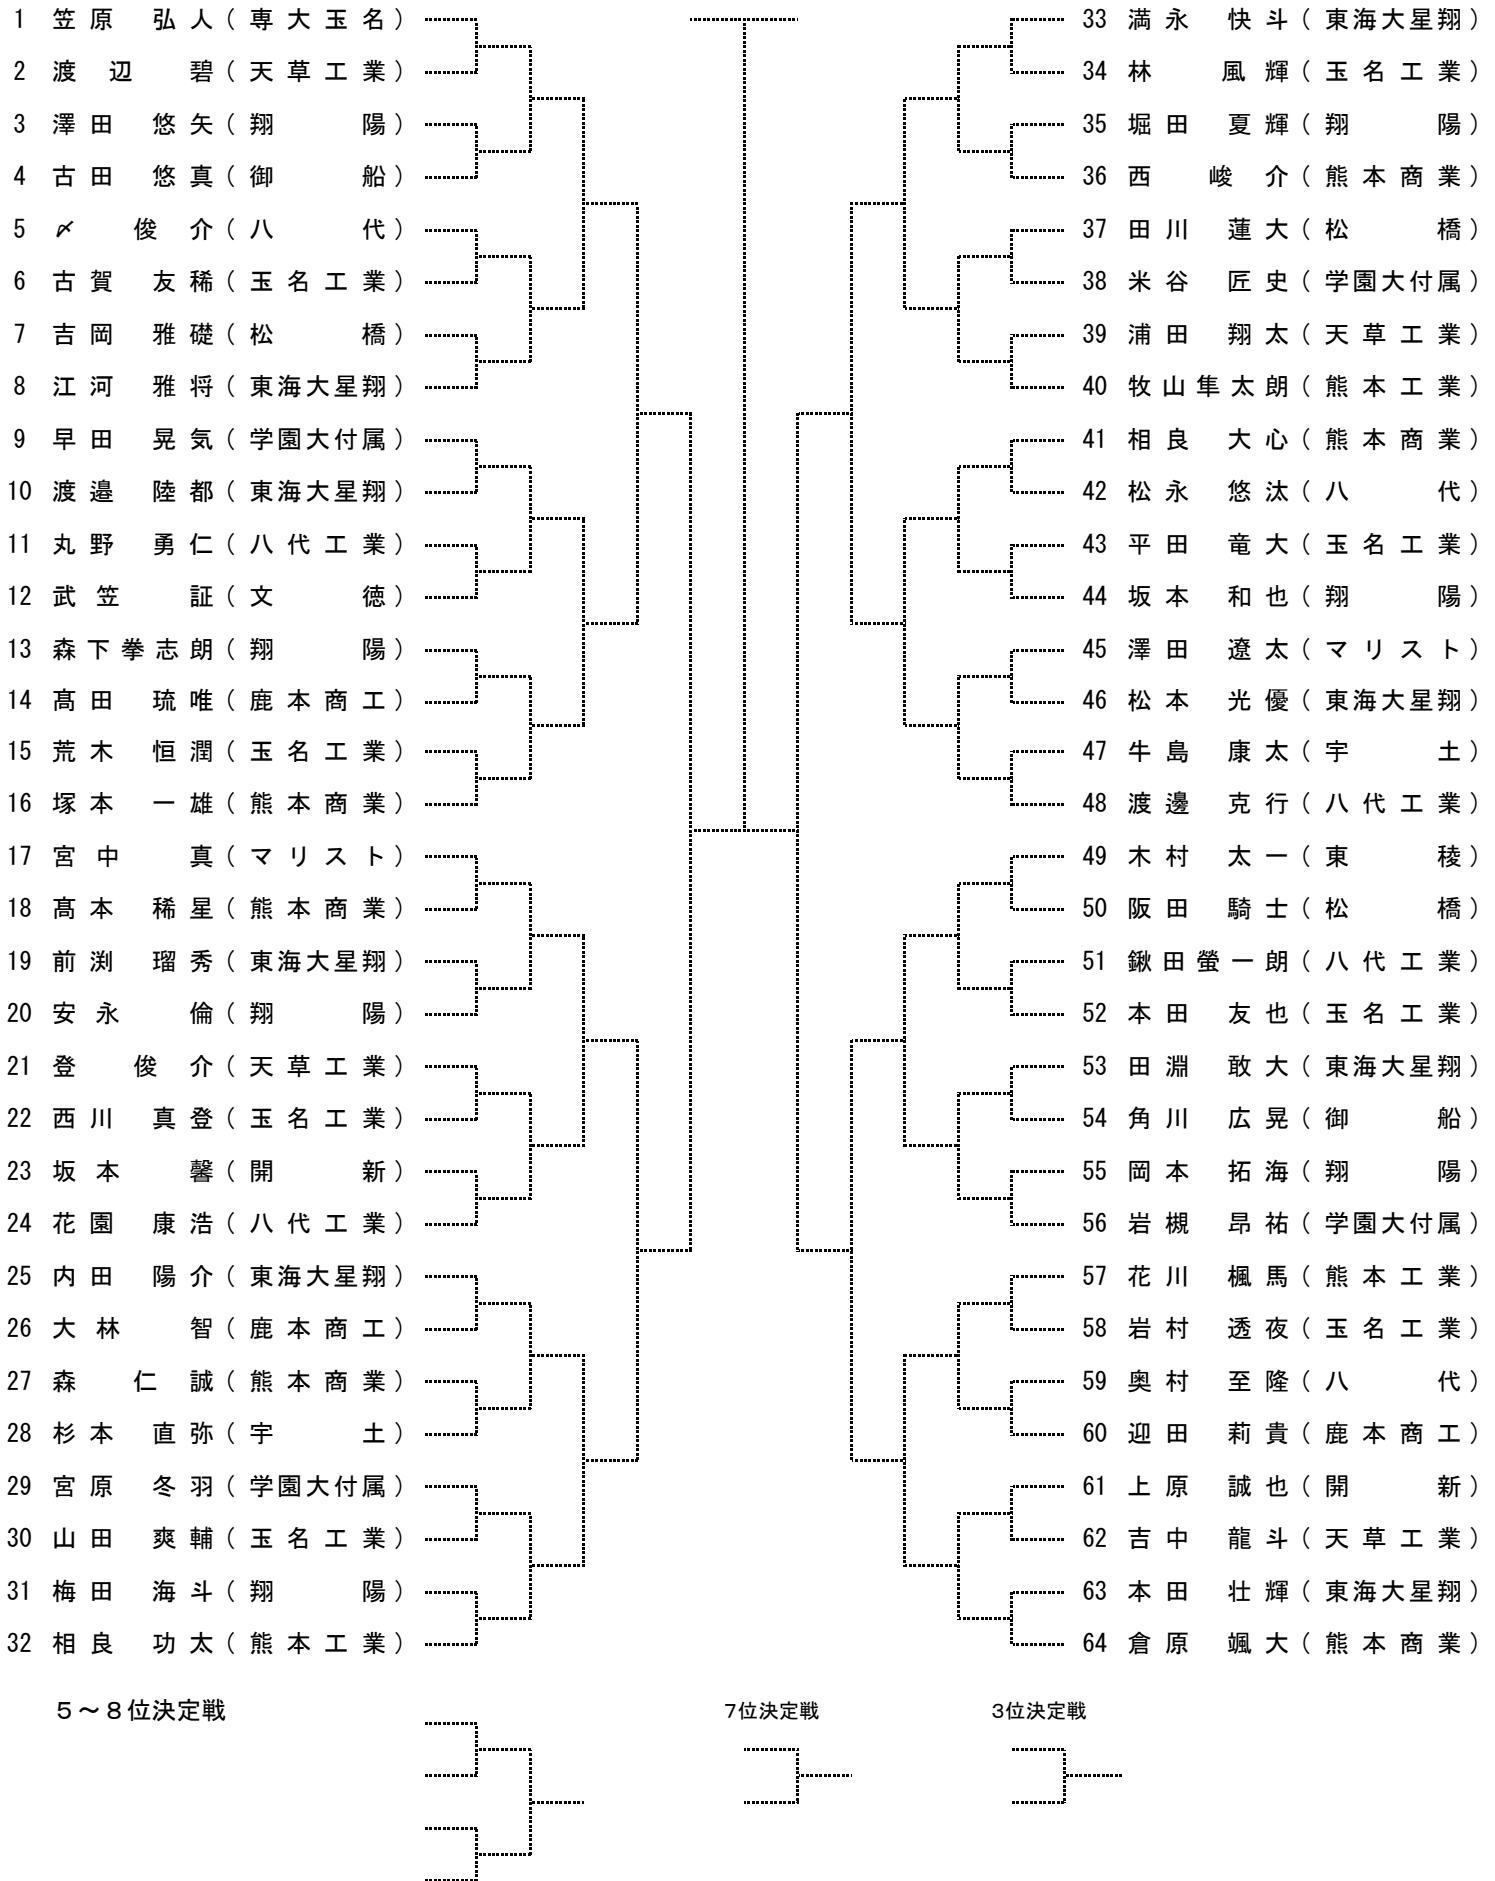 1 笠原 弘人(専大玉名)
2 渡辺 碧(天草工業)
3 澤田 悠矢(翔陽)
4 古田 悠真(御船)
5 〆 俊介(八代)
6 古賀 友稀(玉名工業)
7 吉岡 雅礎(松橋)
8 江河 雅将(東海大星翔)
9 早田 晃気(学園大付属)
10 渡邉 陸都(東海大星翔)
11 丸野 勇仁(八代工業)
12 武笠 証(文徳)
13 森下拳志朗(翔陽)
14 髙田 琉唯(鹿本商工)
15 荒木 恒潤(玉名工業)
16 塚本 一雄(熊本商業)
17 宮中 真(マリスト)
18 髙本 稀星(熊本商業)
19 前渕 瑠秀(東海大星翔)
20 安永 倫(翔陽)
21 登 俊介(天草工業)
22 西川 真登(玉名工業)
23 坂本 馨(開新)
24 花園 康浩(八代工業)
25 内田 陽介(東海大星翔)
26 大林 智(鹿本商工)
27 森 仁誠(熊本商業)
28 杉本 直弥(宇土)
29 宮原 冬羽(学園大付属)
30 山田 爽輔(玉名工業)
31 梅田 海斗(翔陽)
32 相良 功太(熊本工業)
33 満永 快斗(東海大星翔)
34 林 風輝(玉名工業)
35 堀田 夏輝(翔陽)
36 西 峻介(熊本商業)
37 田川 蓮大(松橋)
38 米谷 匠史(学園大付属)
39 浦田 翔太(天草工業)
40 牧山隼太朗(熊本工業)
41 相良 大心(熊本商業)
42 松永 悠汰(八代)
43 平田 竜大(玉名工業)
44 坂本 和也(翔陽)
45 澤田 遼太(マリスト)
46 松本 光優(東海大星翔)
47 牛島 康太(宇土)
48 渡邊 克行(八代工業)
49 木村 太一(東稜)
50 阪田 騎士(松橋)
51 鍬田螢一朗(八代工業)
52 本田 友也(玉名工業)
53 田淵 敢大(東海大星翔)
54 角川 広晃(御船)
55 岡本 拓海(翔陽)
56 岩槻 昂祐(学園大付属)
57 花川 楓馬(熊本工業)
58 岩村 透夜(玉名工業)
59 奥村 至隆(八代)
60 迎田 莉貴(鹿本商工)
61 上原 誠也(開新)
62 吉中 龍斗(天草工業)
63 本田 壮輝(東海大星翔)
64 倉原 颯大(熊本商業)
5~8位決定戦
7位決定戦
3位決定戦